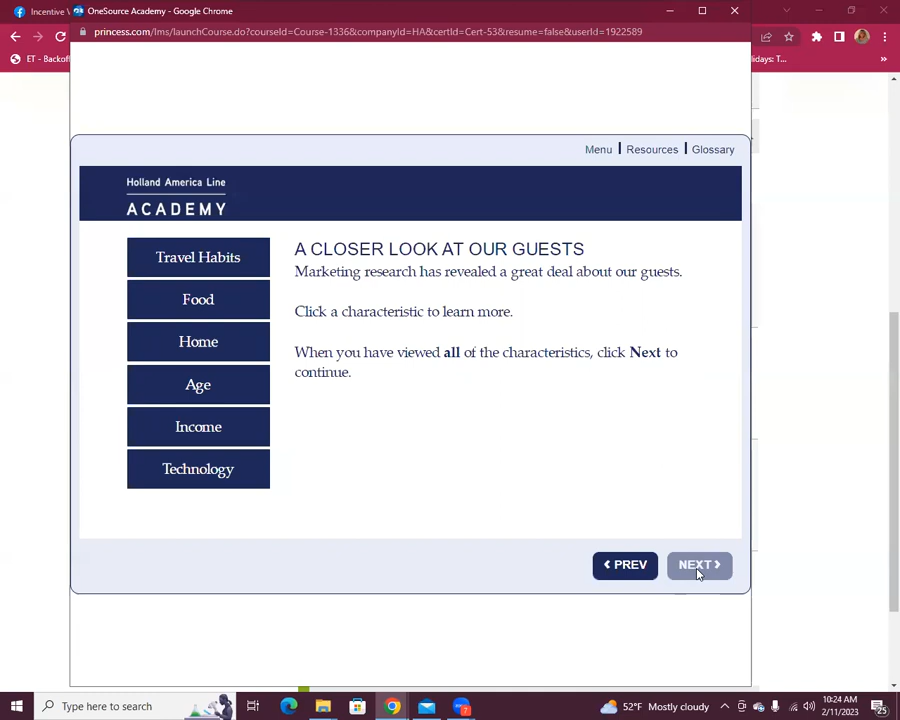 Incentive V
OneSource Academy - Google Chrome
princess.com/lms/launchCourse.do?courseId=Course-1336&companyId=HA&certId=Cert-53&resume=false&userId=1922589
ET - Backoff
lidays: T...
Menu | Resources | Glossary
Holland America Line
ACADEMY
Travel Habits
Food
Home
Age
Income
Technology
A CLOSER LOOK AT OUR GUESTS
Marketing research has revealed a great deal about our guests.
Click a characteristic to learn more.
When you have viewed all of the characteristics, click Next to
continue.
PREV
NEXT
Type here to search
52°F Mostly cloudy
10:24 AM
2/11/2023
25